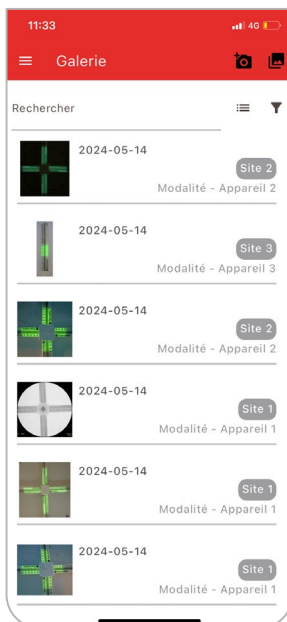 11:33
4G
Galerie
Rechercher
2024-05-14
Site 2
Modalité - Appareil 2
2024-05-14
Site 3
Modalité - Appareil 3
2024-05-14
Site 2
Modalité - Appareil 2
2024-05-14
Site 1
Modalité - Appareil 1
2024-05-14
Site 1
Modalité - Appareil 1
2024-05-14
Site 1
Modalité - Appareil 1